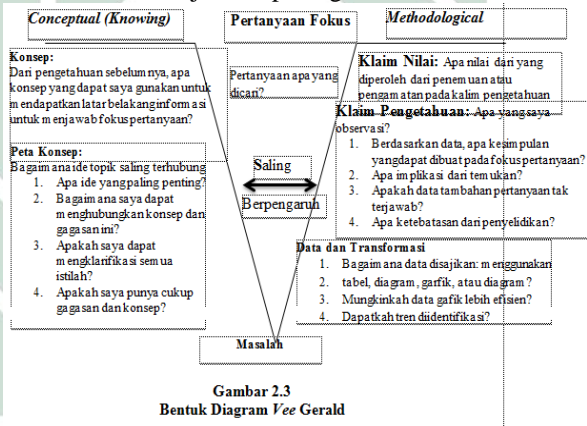 Conceptual (Knowing)
Pertanyaan Fokus
Methodological
Konsep:
Dari pengetahuan sebelumnya, apa
konsep yang dapat saya gunakan untuk
mendapatkan latar belakang informasi
untuk menjawab fokus pertanyaan?
Peta Konsep:
Bagaimana ide topik saling terhubung
1. Apa ide yang paling penting?
2. Bagaimana saya dapat
menghubungkan konsep dan
gagasan ini?
3. Apakah saya dapat
mengklarifikasi semua
istilah?
4. Apakah saya punya cukup
gagasan dan konsep?
Pertanyaan apa yang
dicari?
Saling
Berpengaruh
Klaim Nilai: Apa nilai dari yang
diperoleh dari penemuan atau
pengamatan pada kalim pengetahuan
Klaim Pengetahuan: Apa yang saya
observasi?
1. Berdasarkan data, apa kesimpulan
yang dapat dibuat pada fokus pertanyaan?
2. Apa implikasi dari temukan?
3. Apakah data tambahan pertanyaan tak
terjawab?
4. Apa ketebatasan dari penyelidikan?
Data dan Transformasi
1. Bagaimana data disajikan: menggunakan
2. tabel, diagram, garfik, atau diagram?
3. Mungkinkah data gafik lebih efisien?
4. Dapatkah tren diidentifikasi?
Masalah
Gambar 2.3
Bentuk Diagram Vee Gerald